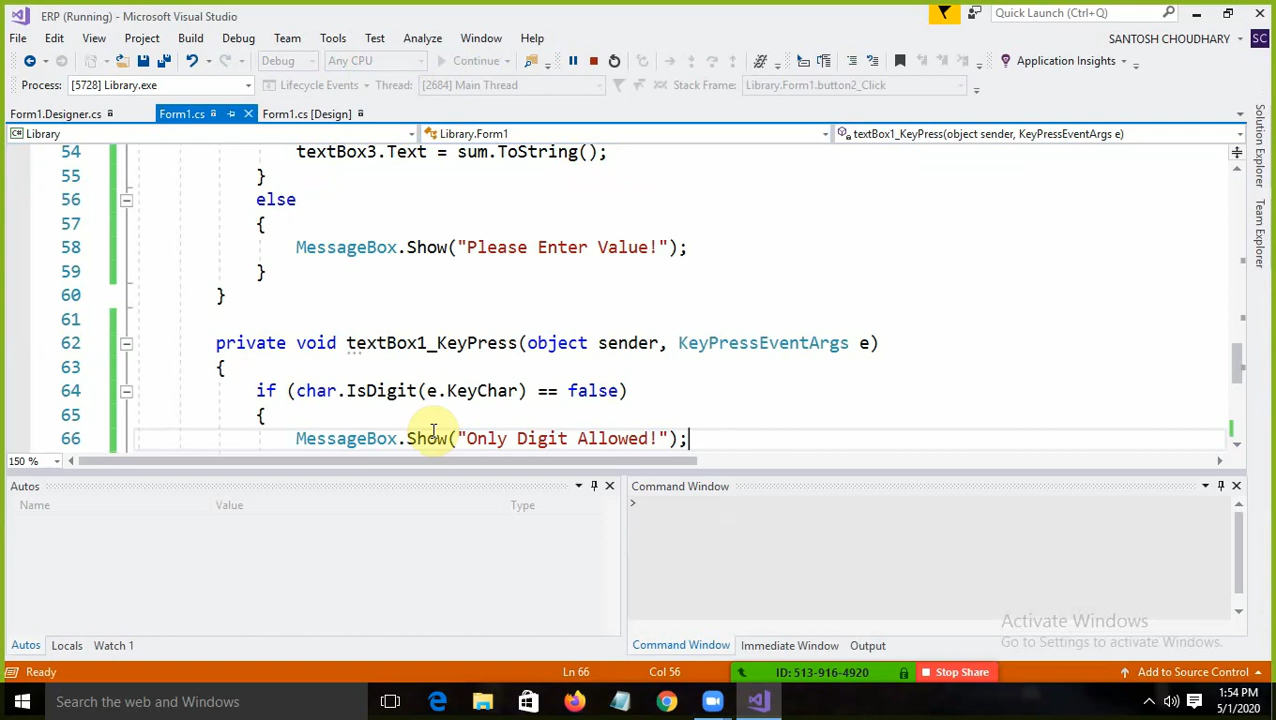 ERP (Running) - Microsoft Visual Studio
Quick Launch (Ctrl+Q)
File Edit View Project Build Debug Team Tools Test Analyze Window Help
SANTOSH CHOUDHARY SC
Debug Any CPU Continue Application Insights
Process: [5728] Library.exe Lifecycle Events Thread: [2684] Main Thread Stack Frame: Library.Form1.button2_Click
Form1.Designer.cs Form1.cs Form1.cs [Design]
Library Library.Form1 textBox1_KeyPress(object sender, KeyPressEventArgs e)
Solution Explorer
Team Explorer
54 textBox3.Text = sum.ToString();
55 }
56 else
57 {
58 MessageBox.Show("Please Enter Value!");
59 }
60 }
61
62 private void textBox1_KeyPress(object sender, KeyPressEventArgs e)
63 {
64 if (char.IsDigit(e.KeyChar) == false)
65 {
66 MessageBox.Show("Only Digit Allowed!");
150 %
Autos
Name Value Type
Command Window
>
Activate Windows
Go to Settings to activate Windows.
Autos Locals Watch 1
Command Window Immediate Window Output
Ready Ln 66 Col 56 ID: 513-916-4920 Stop Share Add to Source Control
Search the web and Windows
1:54 PM
5/1/2020